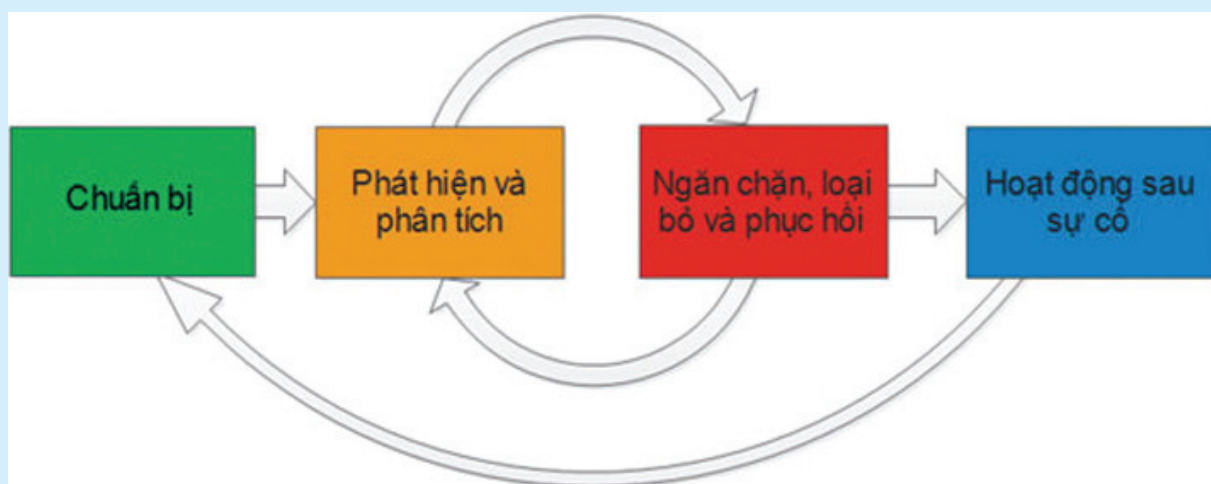 Chuẩn bị
Phát hiện và
phân tích
Ngăn chặn, loại
bỏ và phục hồi
Hoạt động sau
sự cố